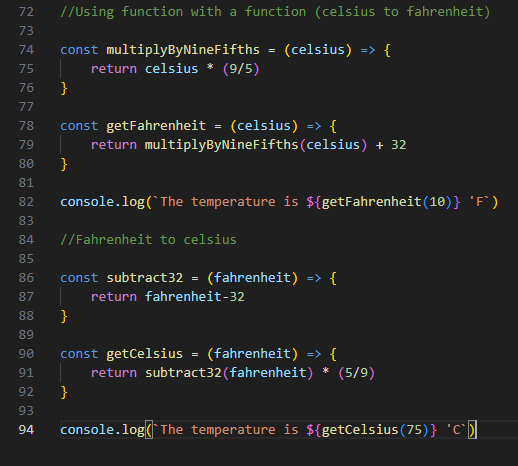 72 //Using function with a function (celsius to fahrenheit)
73
74 const multiplyByNineFifths = (celsius) => {
75     return celsius * (9/5)
76 }
77
78 const getFahrenheit = (celsius) => {
79     return multiplyByNineFifths(celsius) + 32
80 }
81
82 console.log(`The temperature is ${getFahrenheit(10)} 'F`)
83
84 //Fahrenheit to celsius
85
86 const subtract32 = (fahrenheit) => {
87     return fahrenheit-32
88 }
89
90 const getCelsius = (fahrenheit) => {
91     return subtract32(fahrenheit) * (5/9)
92 }
93
94 console.log(`The temperature is ${getCelsius(75)} 'C`)